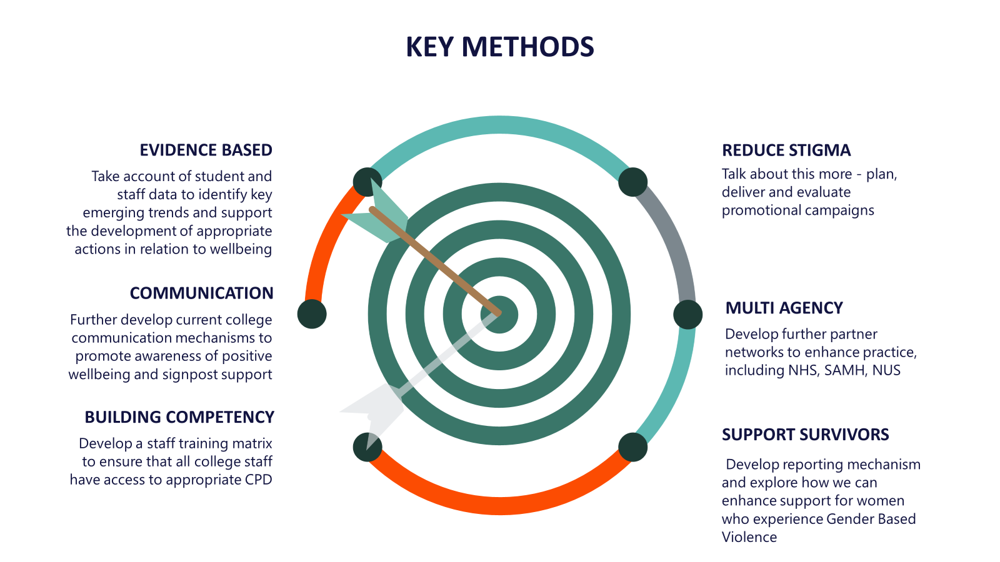 KEY METHODS
EVIDENCE BASED
Take account of student and
staff data to identify key
emerging trends and support
the development of appropriate
actions in relation to wellbeing
COMMUNICATION
Further develop current college
communication mechanisms to
promote awareness of positive
wellbeing and signpost support
BUILDING COMPETENCY
Develop a staff training matrix
to ensure that all college staff
have access to appropriate CPD
REDUCE STIGMA
Talk about this more - plan,
deliver and evaluate
promotional campaigns
MULTI AGENCY
Develop further partner
networks to enhance practice,
including NHS, SAMH, NUS
SUPPORT SURVIVORS
Develop reporting mechanism
and explore how we can
enhance support for women
who experience Gender Based
Violence